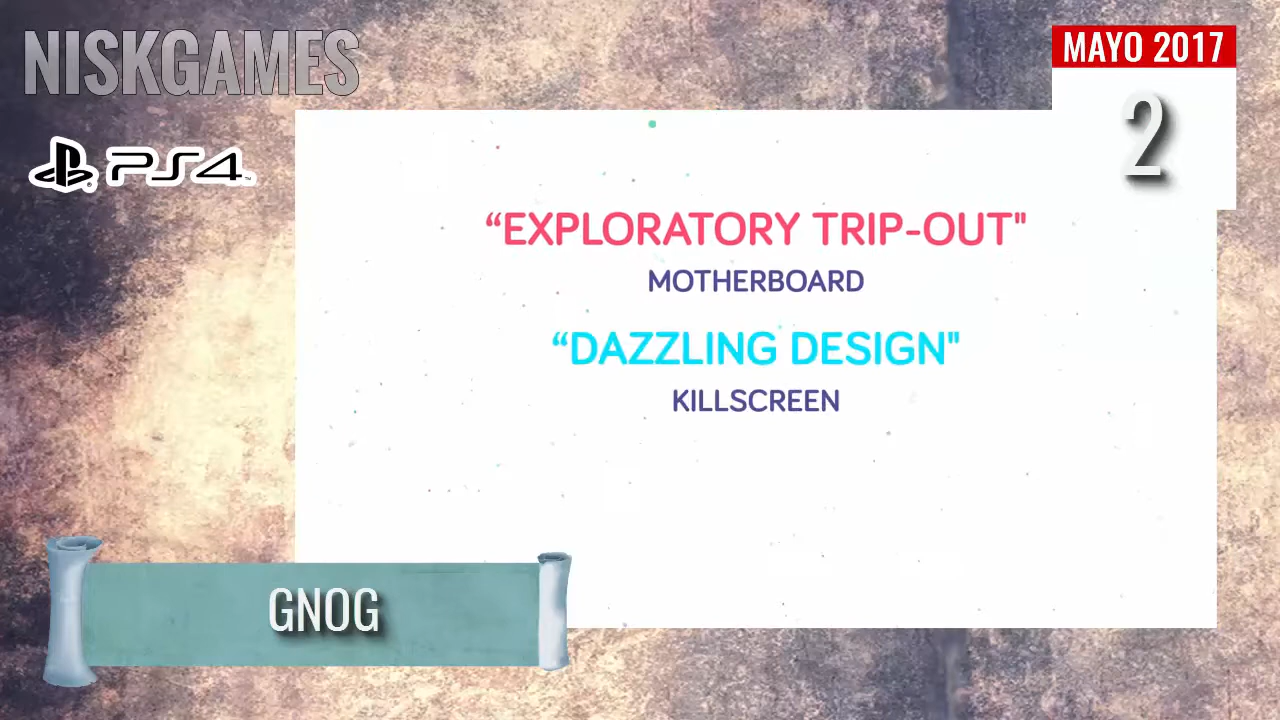 NISKGAMES
MAYO 2017
2
PS4
“EXPLORATORY TRIP-OUT"
MOTHERBOARD
“DAZZLING DESIGN"
KILLSCREEN
GNOG